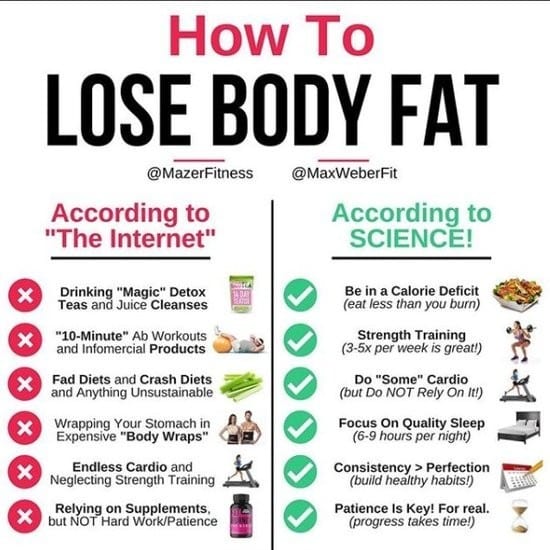 How To
LOSE BODY FAT
@MazerFitness @MaxWeberFit
According to
"The Internet"
Drinking "Magic" Detox
Teas and Juice Cleanses
"10-Minute" Ab Workouts
and Infomercial Products
Fad Diets and Crash Diets
and Anything Unsustainable
Wrapping Your Stomach in
Expensive "Body Wraps"
Endless Cardio and
Neglecting Strength Training
Relying on Supplements,
but NOT Hard Work/Patience
According to
SCIENCE!
Be in a Calorie Deficit
(eat less than you burn)
Strength Training
(3-5x per week is great!)
Do "Some" Cardio
(but Do NOT Rely On It!)
Focus On Quality Sleep
(6-9 hours per night)
Consistency > Perfection
(build healthy habits!)
Patience Is Key! For real.
(progress takes time!)